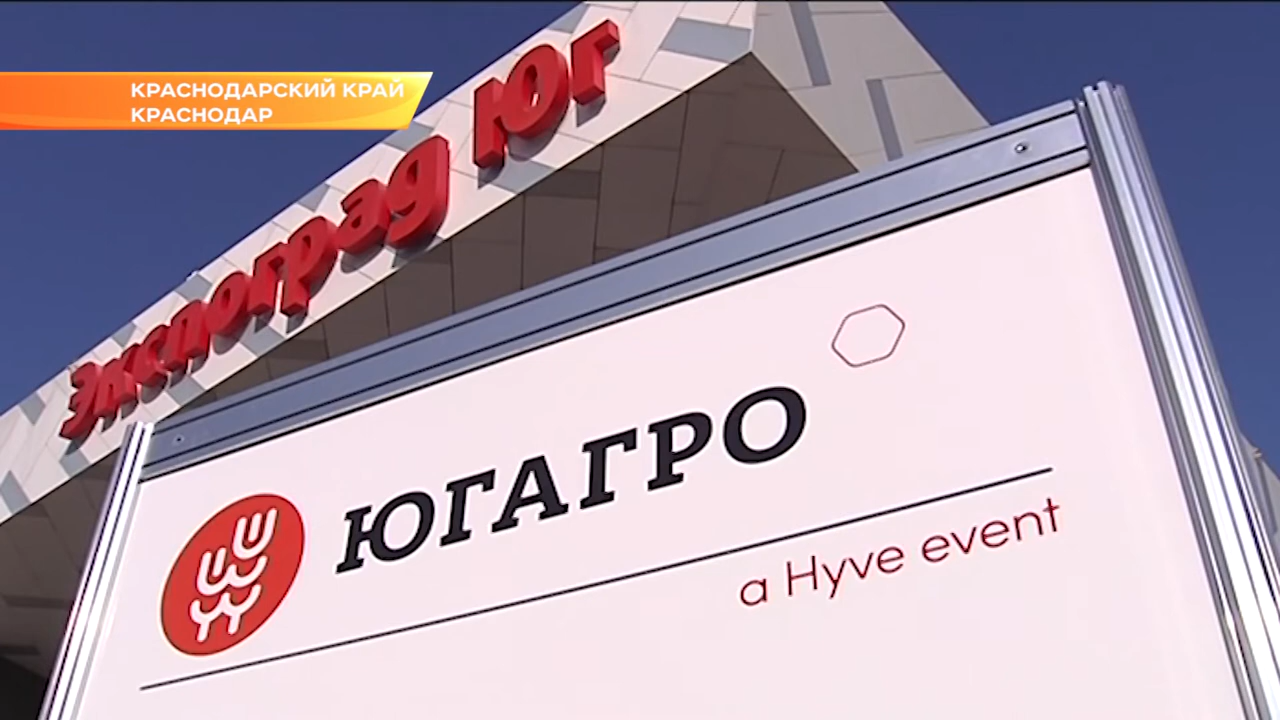 КРАСНОДАРСКИЙ КРАЙ
КРАСНОДАР
Экспоград Юг
ЮГАГРО
a Hyve event